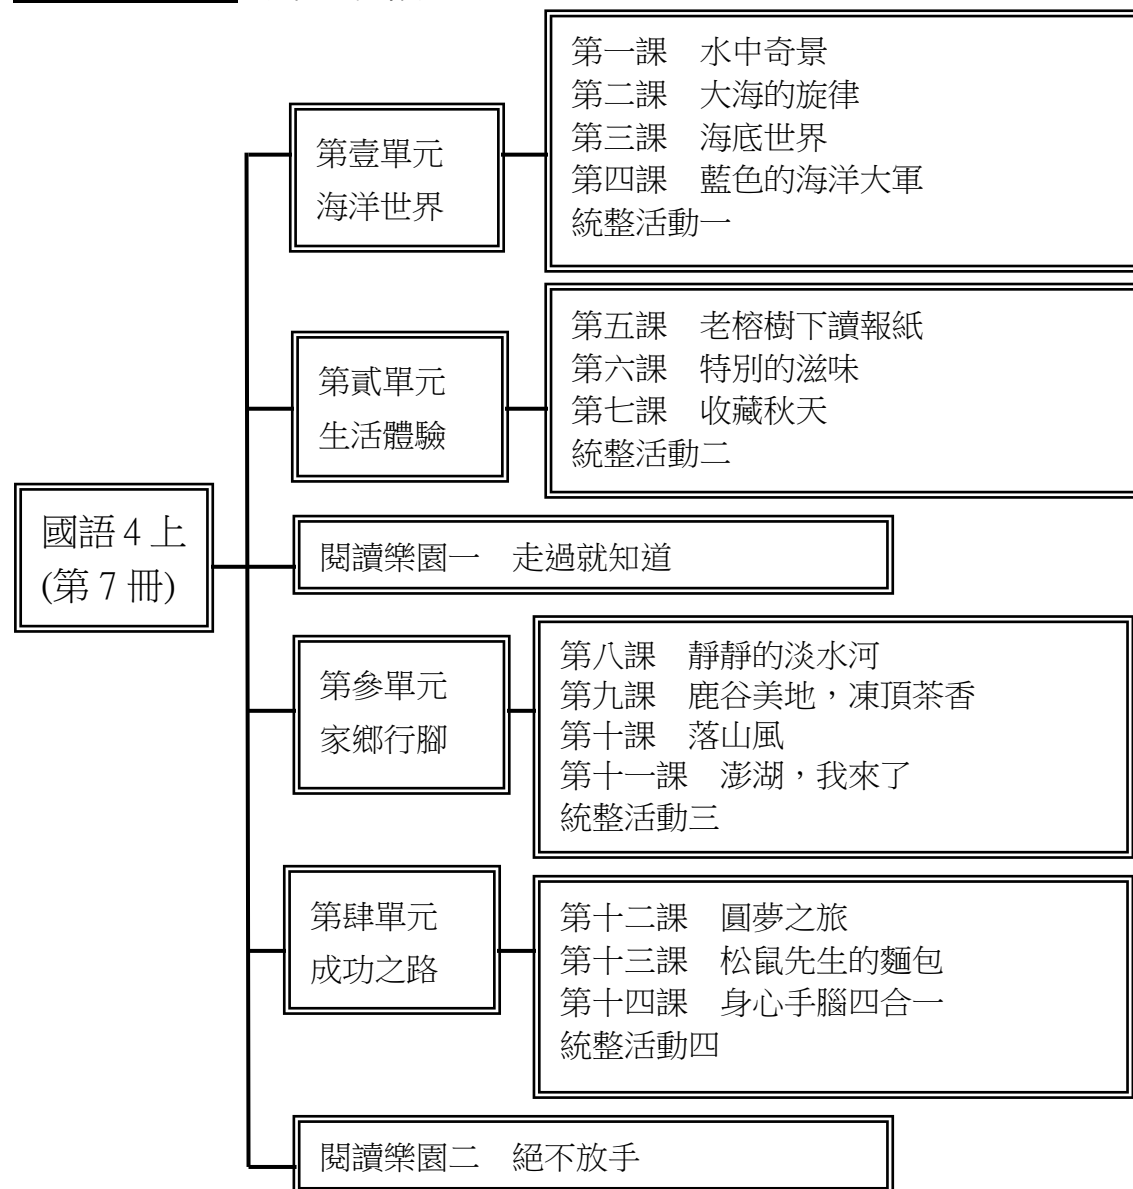 國語 4 上
(第 7 冊)
第壹單元
海洋世界
第一課　水中奇景
第二課　大海的旋律
第三課　海底世界
第四課　藍色的海洋大軍
統整活動一
第貳單元
生活體驗
第五課　老榕樹下讀報紙
第六課　特別的滋味
第七課　收藏秋天
統整活動二
閱讀樂園一　走過就知道
第參單元
家鄉行腳
第八課　靜靜的淡水河
第九課　鹿谷美地，凍頂茶香
第十課　落山風
第十一課　澎湖，我來了
統整活動三
第肆單元
成功之路
第十二課　圓夢之旅
第十三課　松鼠先生的麵包
第十四課　身心手腦四合一
統整活動四
閱讀樂園二　絕不放手